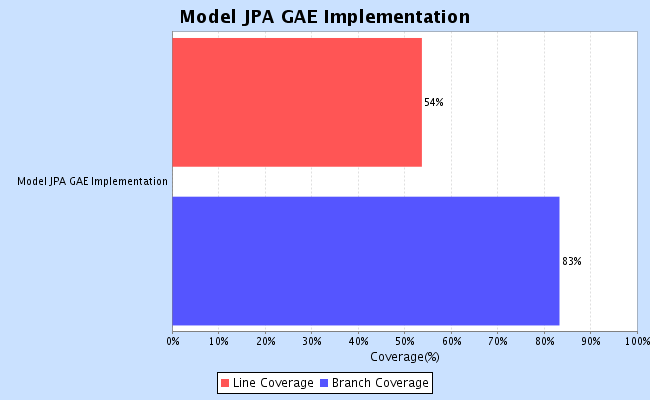 Model JPA GAE Implementation
54%
Model JPA GAE Implementation
83%
0% 10% 20% 30% 40% 50% 60% 70% 80% 90% 100%
Coverage(%)
Line Coverage Branch Coverage